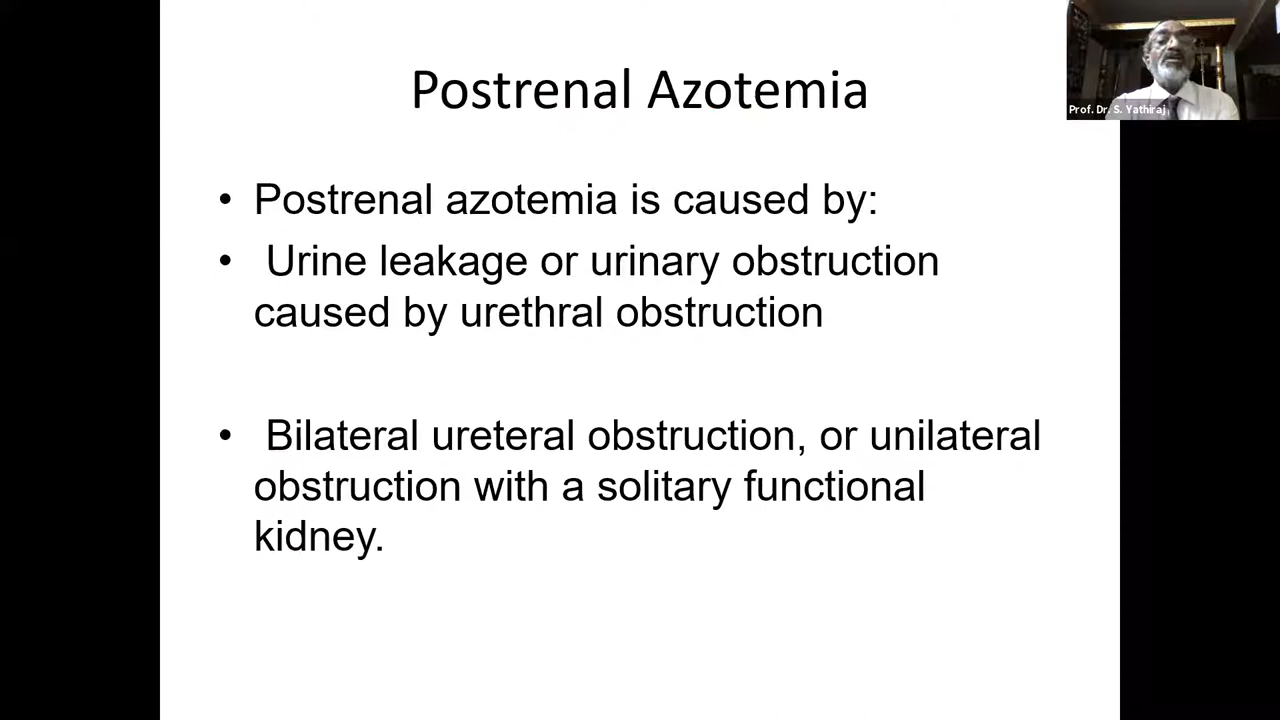 Postrenal Azotemia
Prof. Dr. S. Yathiraj
• Postrenal azotemia is caused by:
• Urine leakage or urinary obstruction
caused by urethral obstruction
• Bilateral ureteral obstruction, or unilateral
obstruction with a solitary functional
kidney.